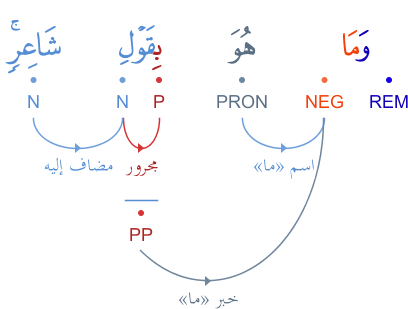 وَمَا هُوَ بِقَوْلِ شَاعِرٍۚ
N N P PRON NEG REM
اسم «ما» مجرور مضاف إليه
PP
خبر «ما»